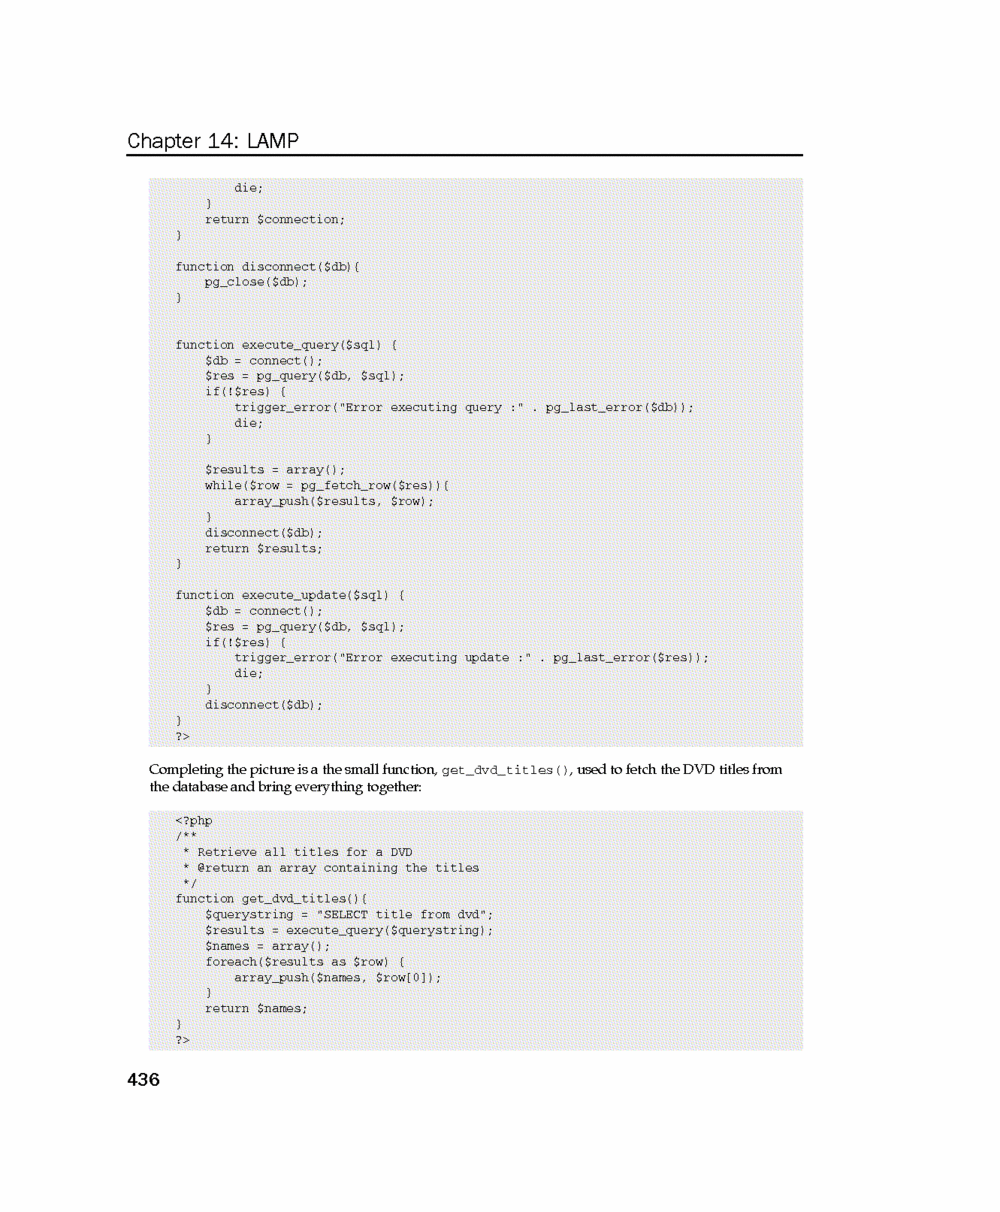 Chapter 14: LAMP
die;
}
return $connection;
}
function disconnect($db){
pg_close($db);
}
function execute_query($sql) {
$db = connect();
$res = pg_query($db, $sql);
if(!$res) {
trigger_error("Error executing query :" . pg_last_error($db));
die;
}
$results = array();
while($row = pg_fetch_row($res)){
array_push($results, $row);
}
disconnect($db);
return $results;
}
function execute_update($sql) {
$db = connect();
$res = pg_query($db, $sql);
if(!$res) {
trigger_error("Error executing update :" . pg_last_error($res));
die;
}
disconnect($db);
}
?>
Completing the picture is a the small function, get_dvd_titles(), used to fetch the DVD titles from
the database and bring everything together:
<?php
/**
* Retrieve all titles for a DVD
* @return an array containing the titles
*/
function get_dvd_titles(){
$querystring = "SELECT title from dvd";
$results = execute_query($querystring);
$names = array();
foreach($results as $row) {
array_push($names, $row[0]);
}
return $names;
}
?>
436